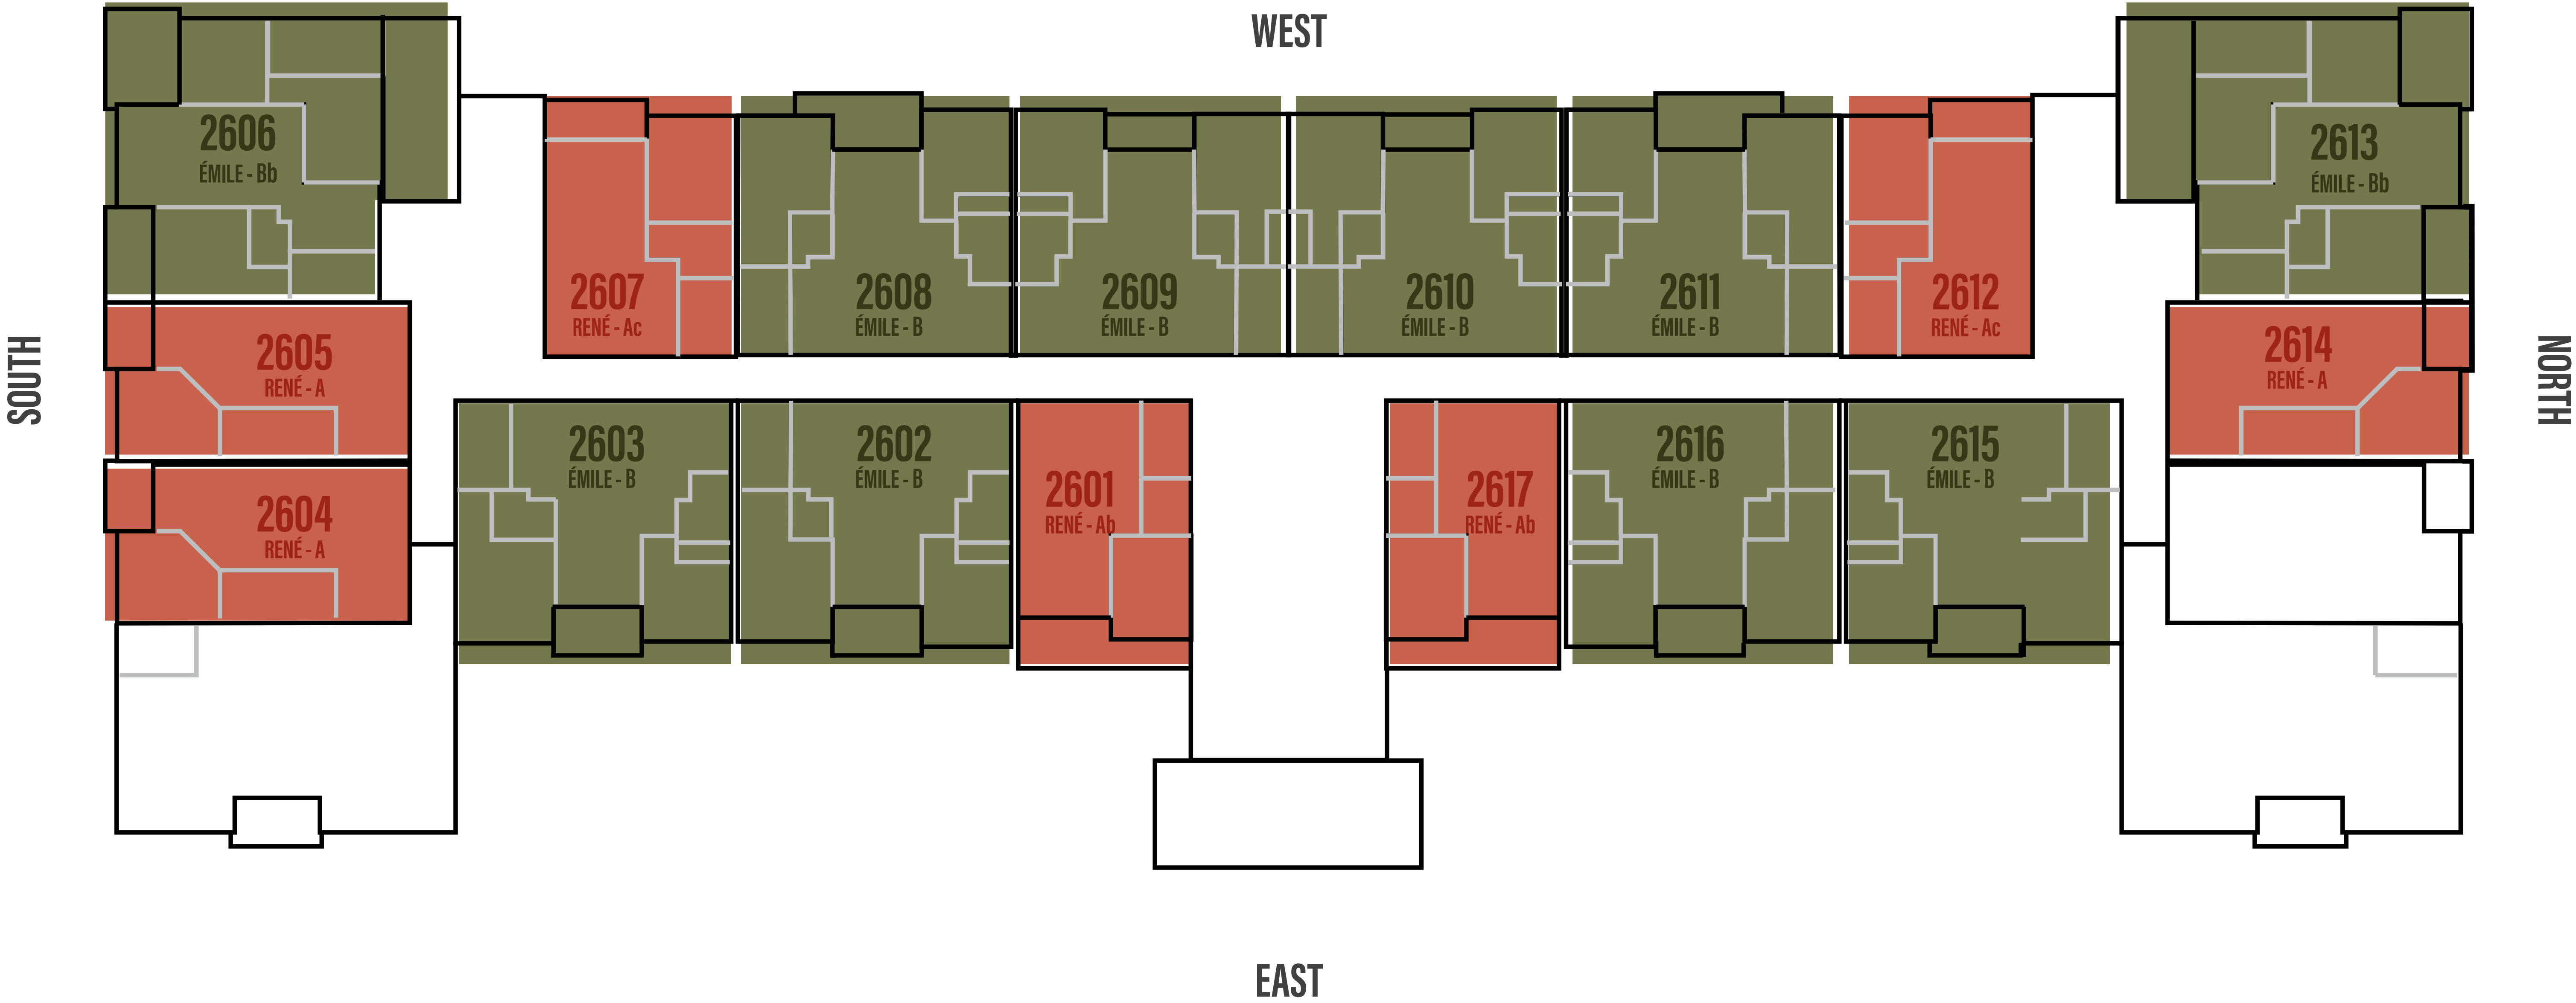 WEST
2606
ÉMILE - Bb
2613
ÉMILE - Bb
2607
RENÉ - Ac
2608
ÉMILE - B
2609
ÉMILE - B
2610
ÉMILE - B
2611
ÉMILE - B
2612
RENÉ - Ac
SOUTH
2605
RENÉ - A
2614
RENÉ - A
NORTH
2604
RENÉ - A
2603
ÉMILE - B
2602
ÉMILE - B
2601
RENÉ - Ab
2617
RENÉ - Ab
2616
ÉMILE - B
2615
ÉMILE - B
EAST